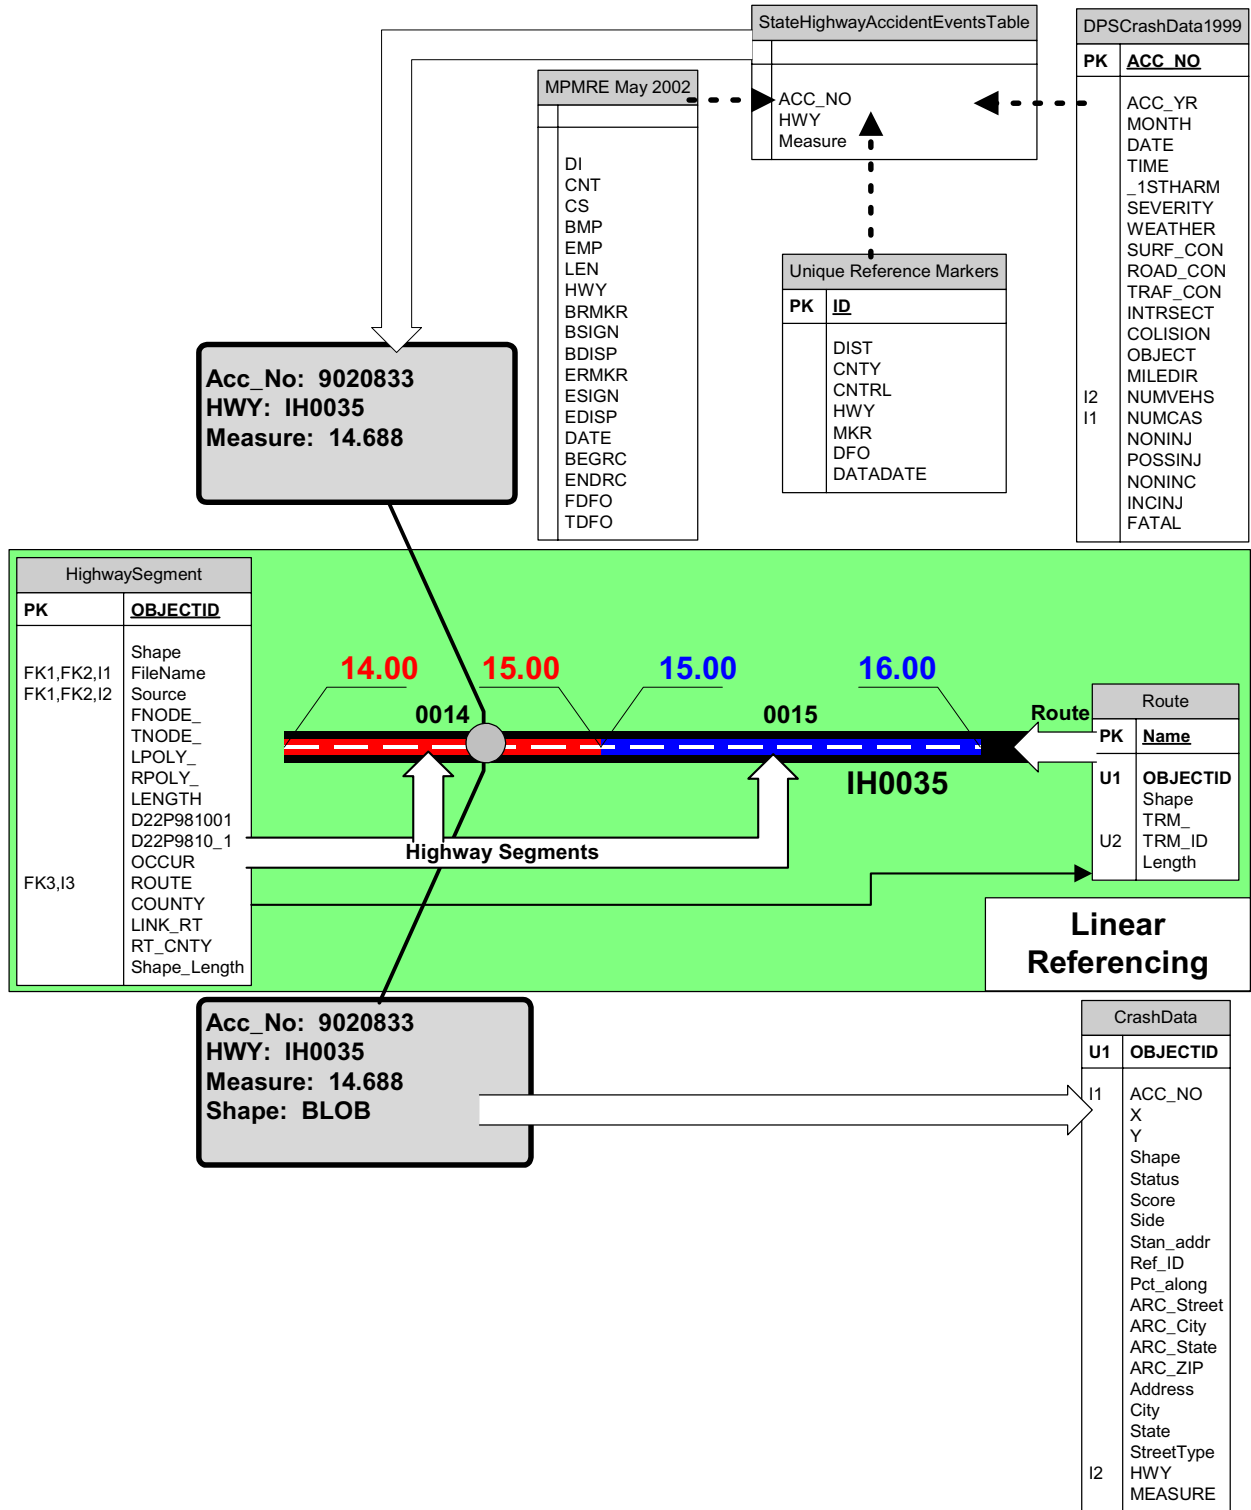 StateHighwayAccidentEventsTable
ACC_NO
HWY
Measure
DPSCrashData1999
PK ACC_NO
ACC_YR
MONTH
DATE
TIME
_1STHARM
SEVERITY
WEATHER
SURF_CON
ROAD_CON
TRAF_CON
INTRSECT
COLISION
OBJECT
MILEDIR
I2 NUMVEHS
I1 NUMCAS
NONINJ
POSSINJ
NONINC
INCINJ
FATAL
MPMRE May 2002
DI
CNT
CS
BMP
EMP
LEN
HWY
BRMKR
BSIGN
BDISP
ERMKR
ESIGN
EDISP
DATE
BEGRC
ENDRC
FDFO
TDFO
Unique Reference Markers
PK ID
DIST
CNTY
CNTRL
HWY
MKR
DFO
DATADATE
Acc_No: 9020833
HWY: IH0035
Measure: 14.688
HighwaySegment
PK OBJECTID
Shape
FK1,FK2,I1 FileName
FK1,FK2,I2 Source
FNODE_
TNODE_
LPOLY_
RPOLY_
LENGTH
D22P981001
D22P9810_1
OCCUR
FK3,I3 ROUTE
COUNTY
LINK_RT
RT_CNTY
Shape_Length
14.00 15.00 15.00 16.00
0014 0015
IH0035
Route
Highway Segments
Route
PK Name
U1 OBJECTID
Shape
TRM_
U2 TRM_ID
Length
Linear
Referencing
Acc_No: 9020833
HWY: IH0035
Measure: 14.688
Shape: BLOB
CrashData
U1 OBJECTID
I1 ACC_NO
X
Y
Shape
Status
Score
Side
Stan_addr
Ref_ID
Pct_along
ARC_Street
ARC_City
ARC_State
ARC_ZIP
Address
City
State
StreetType
I2 HWY
MEASURE